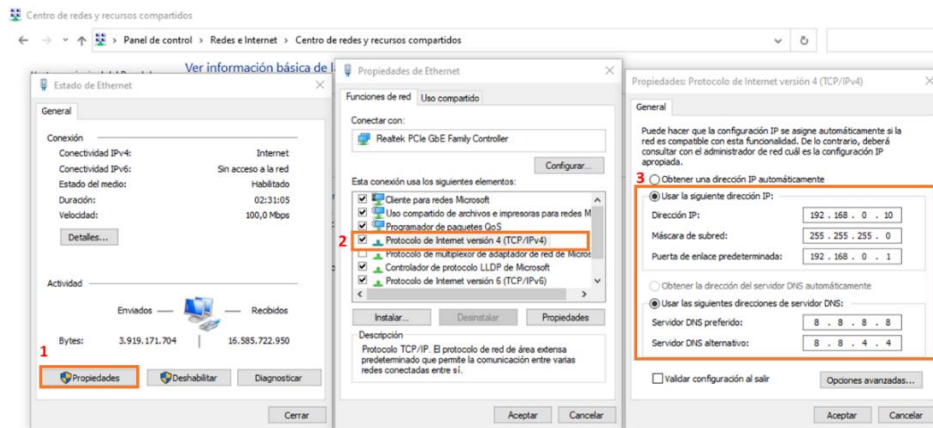 Centro de redes y recursos compartidos
Panel de control > Redes e Internet > Centro de redes y recursos compartidos
Ver información básica de l
Estado de Ethernet
General
Conexión
Conectividad IPv4: Internet
Conectividad IPv6: Sin acceso a la red
Estado del medio: Habilitado
Duración: 02:31:05
Velocidad: 100,0 Mbps
Detalles...
Actividad
Enviados — Recibidos
Bytes: 3.919.171.704 | 16.585.722.950
1
Propiedades Deshabilitar Diagnosticar
Cerrar
Propiedades de Ethernet
Funciones de red Uso compartido
Conectar con:
Realtek PCIe GbE Family Controller
Configurar...
Esta conexión usa los siguientes elementos:
Cliente para redes Microsoft
Uso compartido de archivos e impresoras para redes M
Programador de paquetes QoS
2 Protocolo de Internet versión 4 (TCP/IPv4)
Protocolo de multiplexor de adaptador de red de Micros
Controlador de protocolo LLDP de Microsoft
Protocolo de Internet versión 6 (TCP/IPv6)
Instalar... Desinstalar Propiedades
Descripción
Protocolo TCP/IP. El protocolo de red de área extensa
predeterminado que permite la comunicación entre varias
redes conectadas entre sí.
Aceptar Cancelar
Propiedades: Protocolo de Internet versión 4 (TCP/IPv4)
General
Puede hacer que la configuración IP se asigne automáticamente si la
red es compatible con esta funcionalidad. De lo contrario, deberá
consultar con el administrador de red cuál es la configuración IP
apropiada.
3 Obtener una dirección IP automáticamente
Usar la siguiente dirección IP:
Dirección IP: 192 . 168 . 0 . 10
Máscara de subred: 255 . 255 . 255 . 0
Puerta de enlace predeterminada: 192 . 168 . 0 . 1
Obtener la dirección del servidor DNS automáticamente
Usar las siguientes direcciones de servidor DNS:
Servidor DNS preferido: 8 . 8 . 8 . 8
Servidor DNS alternativo: 8 . 8 . 4 . 4
Validar configuración al salir Opciones avanzadas...
Aceptar Cancelar